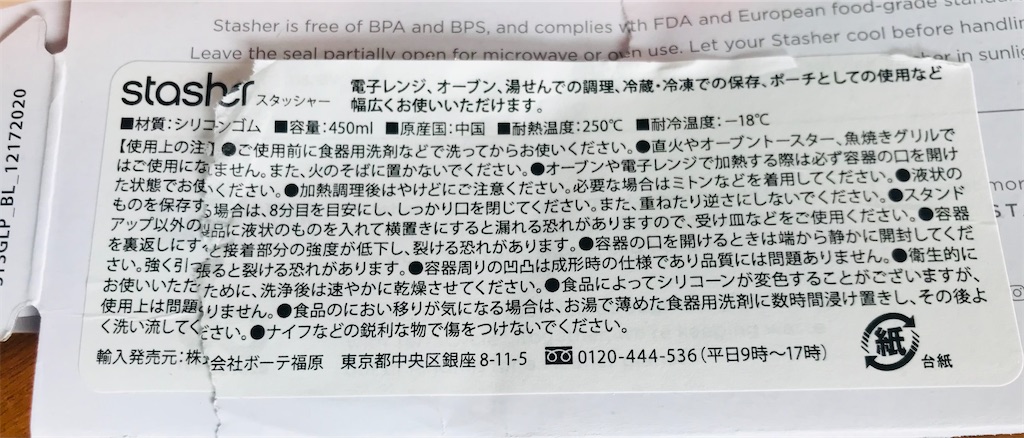 Stasher is free of BPA and BPS, and complies with FDA and European food-grade
Leave the seal partially open for microwave or oven use. Let your Stasher cool before
in
STSGLP_BL_12172020
stasher スタッシャー
電子レンジ、オーブン、湯せんでの調理、冷蔵・冷凍での保存、ポーチとしての使用など
幅広くお使いいただけます。
■材質:シリコンゴム ■容量:450ml ■原産国:中国 ■耐熱温度:250℃ ■耐冷温度:−18℃
【使用上の注 ●ご使用前に食器用洗剤などで洗ってからお使いください。●直火やオーブントースター、魚焼きグリルで
はご使用になません。また、火のそばに置かないでください。●オーブンや電子レンジで加熱する際は必ず容器の口を開け
た状態でお使いください。●加熱調理後はやけどにご注意ください。必要な場合はミトンなどを着用してください。●液状の
ものを保存する場合は、8分目を目安にし、しっかり口を閉じてください。また、重ねたり逆さにしないでください。●スタンド
アップ以外の製品に液状のものを入れて横置きにすると漏れる恐れがありますので、受け皿などをご使用ください。●容器
を裏返しにすると接着部分の強度が低下し、裂ける恐れがあります。●容器の口を開けるときは端から静かに開封してくだ
さい。強く引っ張ると裂ける恐れがあります。●容器周りの凹凸は成形時の仕様であり品質には問題ありません。●衛生的に
お使いいただために、洗浄後は速やかに乾燥させてください。●食品によってシリコーンが変色することがございますが、
使用上は問題りません。●食品のにおい移りが気になる場合は、お湯で薄めた食器用洗剤に数時間浸け置きし、その後よ
く洗い流してください。●ナイフなどの鋭利な物で傷をつけないでください。
輸入発売元:株式会社ボーテ福原 東京都中央区銀座8-11-5 0120-444-536(平日9時〜17時)
紙
台紙